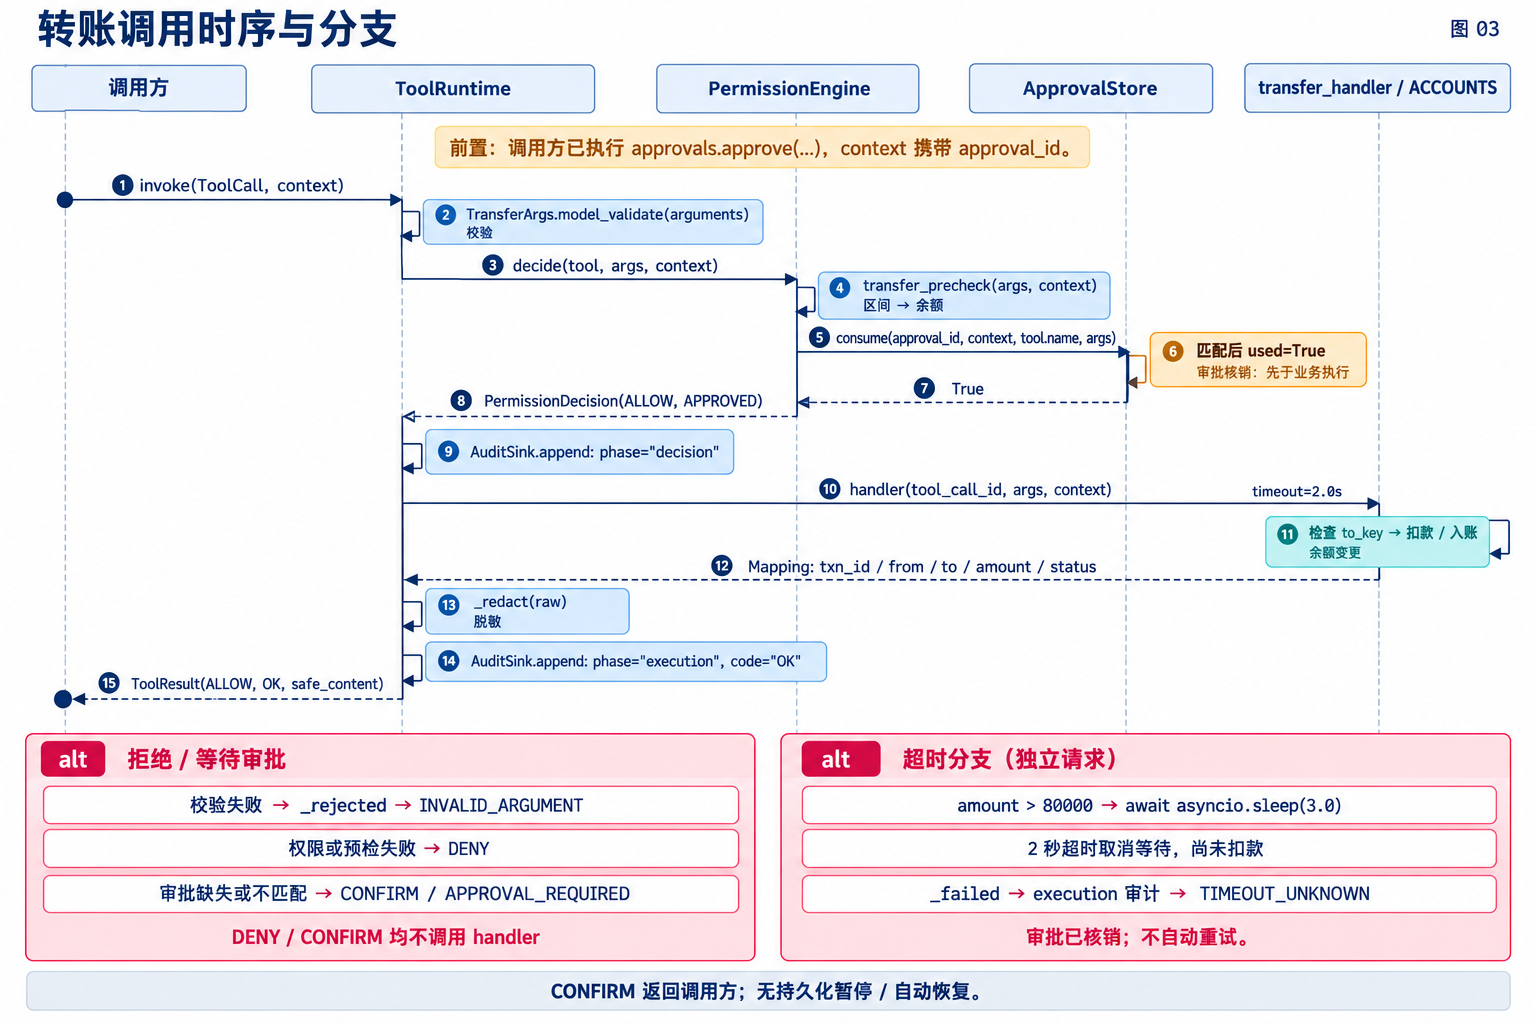 转账调用时序与分支
图 03
调用方
ToolRuntime
PermissionEngine
ApprovalStore
transfer_handler / ACCOUNTS
前置：调用方已执行 approvals.approve(...)，context 携带 approval_id。
1 invoke(ToolCall, context)
2 TransferArgs.model_validate(arguments)
校验
3 decide(tool, args, context)
4 transfer_precheck(args, context)
区间 → 余额
5 consume(approval_id, context, tool.name, args)
6 匹配后 used=True
审批核销：先于业务执行
7 True
8 PermissionDecision(ALLOW, APPROVED)
9 AuditSink.append: phase="decision"
10 handler(tool_call_id, args, context)
timeout=2.0s
11 检查 to_key → 扣款 / 入账
余额变更
12 Mapping: txn_id / from / to / amount / status
13 _redact(raw)
脱敏
14 AuditSink.append: phase="execution", code="OK"
15 ToolResult(ALLOW, OK, safe_content)
alt 拒绝 / 等待审批
校验失败 → _rejected → INVALID_ARGUMENT
权限或预检失败 → DENY
审批缺失或不匹配 → CONFIRM / APPROVAL_REQUIRED
DENY / CONFIRM 均不调用 handler
alt 超时分支（独立请求）
amount > 80000 → await asyncio.sleep(3.0)
2 秒超时取消等待，尚未扣款
_failed → execution 审计 → TIMEOUT_UNKNOWN
审批已核销；不自动重试。
CONFIRM 返回调用方；无持久化暂停 / 自动恢复。